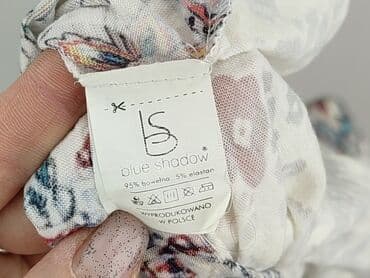 bs
blue shadow®
95% bawełna 5% elastan
WYPRODUKOWANO
W POLSCE